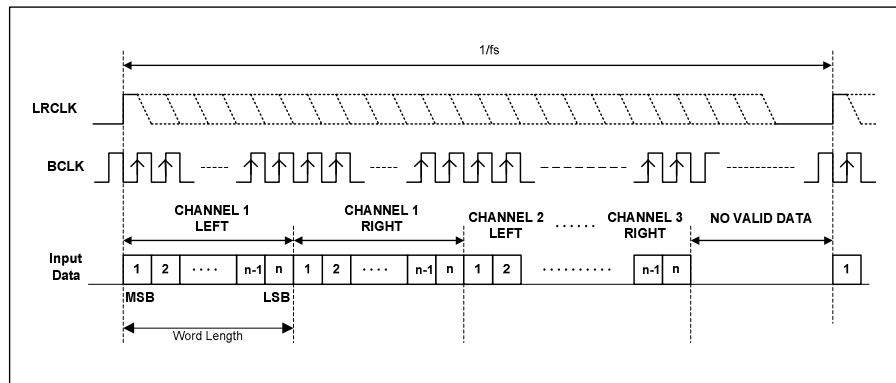 1/fs
LRCLK
BCLK
CHANNEL 1
LEFT
CHANNEL 1
RIGHT
CHANNEL 2
LEFT
CHANNEL 3
RIGHT
NO VALID DATA
Input
Data
1 2 n-1 n 1 2 n-1 n 1 2 n-1 n 1
MSB LSB
Word Length